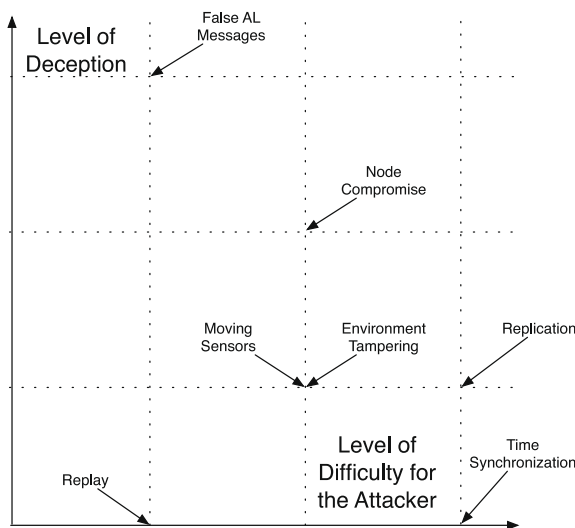 False AL
Messages
Level of
Deception
Node
Compromise
Moving
Sensors
Environment
Tampering
Replication
Level of
Difficulty for
the Attacker
Time
Synchronization
Replay